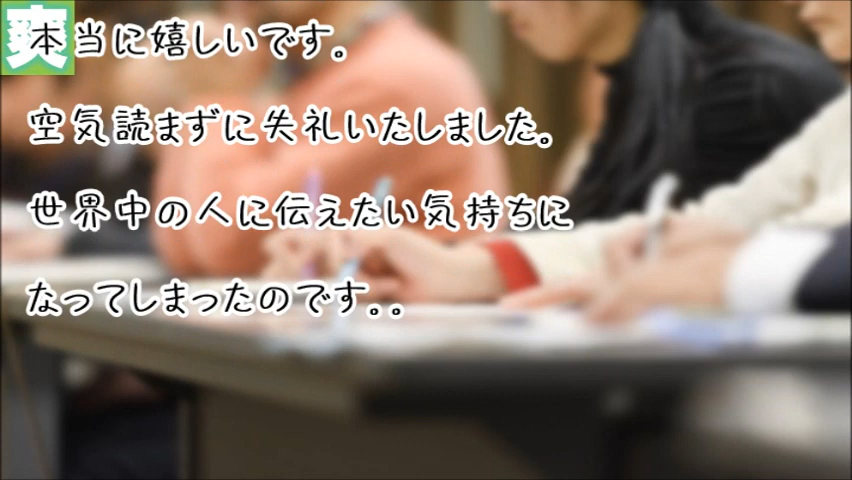 爽
本当に嬉しいです。
空気読まずに失礼いたしました。
世界中の人に伝えたい気持ちに
なってしまったのです。。